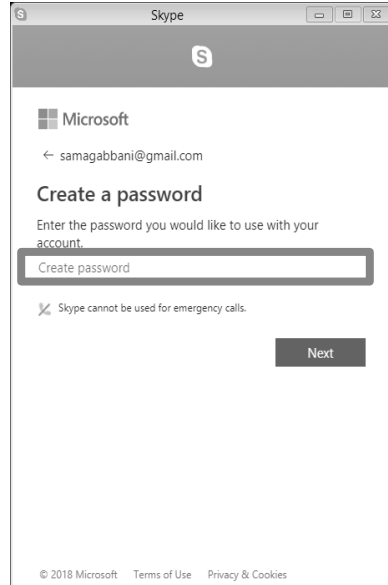 Skype
Microsoft
← samagabbani@gmail.com
Create a password
Enter the password you would like to use with your
account.
Create password
Skype cannot be used for emergency calls.
Next
© 2018 Microsoft Terms of Use Privacy & Cookies